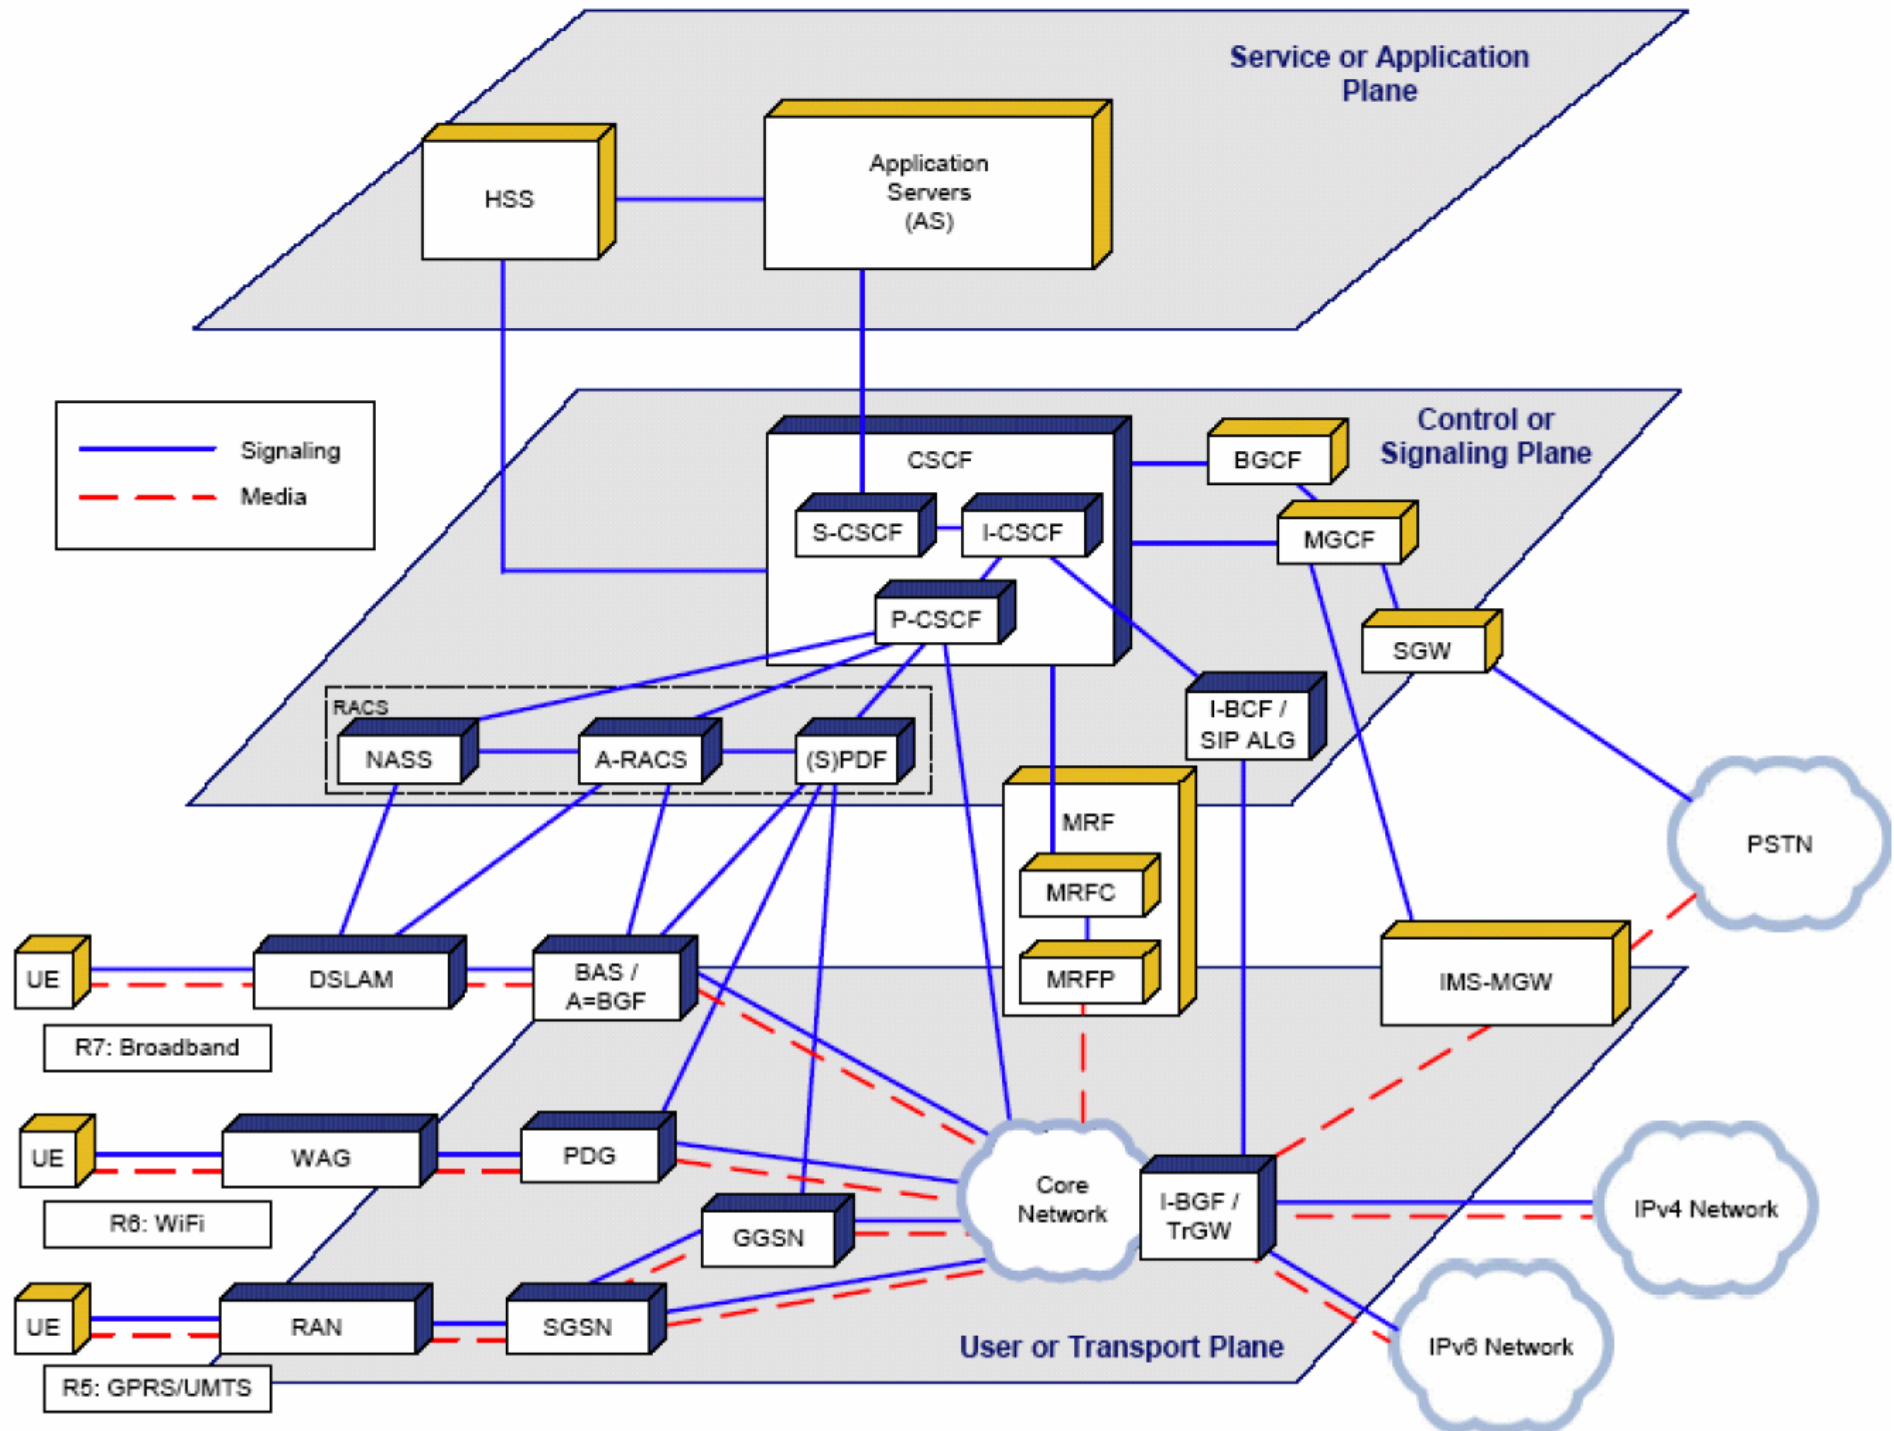 Service or Application
Plane
HSS
Application
Servers
(AS)
Signaling
Media
Control or
Signaling Plane
CSCF
BGCF
S-CSCF
I-CSCF
MGCF
P-CSCF
SGW
RACS
NASS
A-RACS
(S)PDF
I-BCF /
SIP ALG
MRF
MRFC
MRFP
PSTN
IMS-MGW
UE
DSLAM
BAS /
A=BGF
R7: Broadband
UE
WAG
PDG
R6: WiFi
Core
Network
I-BGF /
TrGW
IPv4 Network
GGSN
UE
RAN
SGSN
IPv6 Network
User or Transport Plane
R5: GPRS/UMTS